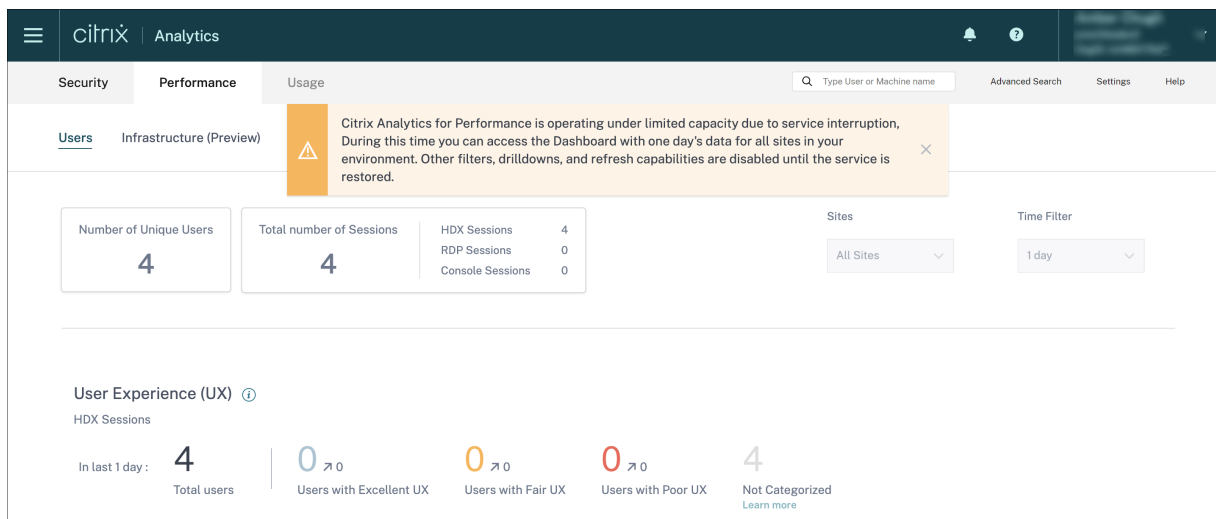 citrix | Analytics
Security Performance Usage Type User or Machine name Advanced Search Settings Help
Users Infrastructure (Preview)
Citrix Analytics for Performance is operating under limited capacity due to service interruption,
During this time you can access the Dashboard with one day's data for all sites in your
environment. Other filters, drilldowns, and refresh capabilities are disabled until the service is
restored.
Number of Unique Users
4
Total number of Sessions
4
HDX Sessions 4
RDP Sessions 0
Console Sessions 0
Sites
All Sites
Time Filter
1 day
User Experience (UX) i
HDX Sessions
In last 1 day :
4
Total users
0 0
Users with Excellent UX
0 0
Users with Fair UX
0 0
Users with Poor UX
4
Not Categorized
Learn more